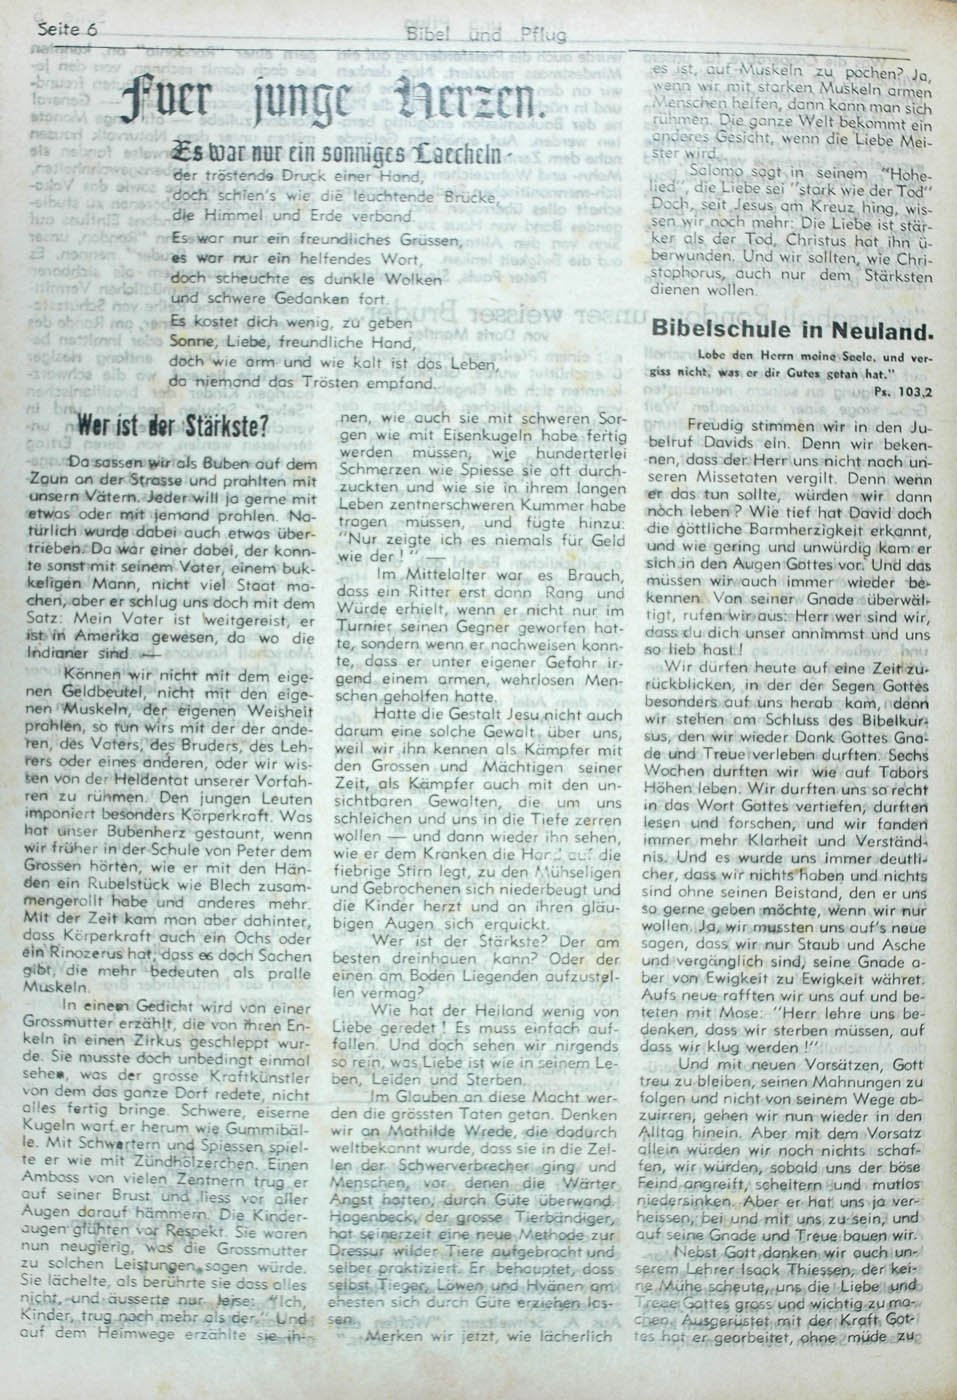 Seite 6
Bibel und Pflug
Fuer junge Herzen.
Es war nur ein sonniges Laecheln -
der tröstende Druck einer Hand,
doch schien's wie die leuchtende Brücke,
die Himmel und Erde verband
Es war nur ein freundliches Grüssen,
es war nur ein helfendes Wort,
doch scheuchte es dunkle Wolken
und schwere Gedanken fort.
Es kostet dich wenig, zu geben
Sonne, Liebe, freundliche Hand,
doch wie arm und wie kalt ist das Leben,
da niemand das Trösten empfand.
Wer ist der Stärkste?
Da sassen wir als Buben auf dem
Zaun an der Strasse und prahlten mit
unsern Vätern. Jeder will ja gerne mit
etwas oder mit jemand prahlen. Na-
türlich wurde dabei auch etwas über-
trieben. Da war einer dabei, der konn-
te sonst mit seinem Vater, einem buk-
keligen Mann, nicht viel Staat ma-
chen, aber er schlug uns doch mit dem
Satz: Mein Vater ist weitgereist, er
ist in Amerika gewesen, da wo die
Indianer sind. —
Können wir nicht mit dem eige-
nen Geldbeutel, nicht mit den eige-
nen Muskeln, der eigenen Weisheit
prahlen, so tun wirs mit der der ande-
ren, des Vaters, des Bruders, des Leh-
rers oder eines anderen, oder wir wis-
sen von der Heldentat unserer Vorfah-
ren zu rühmen. Den jungen Leuten
imponiert besonders Körperkraft. Was
hat unser Bubenherz gestaunt, wenn
wir früher in der Schule von Peter dem
Grossen hörten, wie er mit den Hän-
den ein Rubelstück wie Blech zusam-
mengerollt habe und anderes mehr.
Mit der Zeit kam man aber dahinter,
dass Körperkraft auch ein Ochs oder
ein Rinozerus hat, dass es doch Sachen
gibt, die mehr bedeuten als pralle
Muskeln.
In einem Gedicht wird von einer
Grossmutter erzählt, die von ihren En-
keln in einen Zirkus geschleppt wur-
de. Sie musste doch unbedingt einmal
sehen, was der grosse Kraftkünstler
von dem das ganze Dorf redete, nicht
alles fertig bringe. Schwere, eiserne
Kugeln warf er herum wie Gummibäl-
le. Mit Schwertern und Spiessen spiel-
te er wie mit Zündhölzerchen. Einen
Amboss von vielen Zentnern trug er
auf seiner Brust und liess vor aller
Augen darauf hämmern. Die Kinder-
augen glühten vor Respekt. Sie waren
nun neugierig, was die Grossmutter
zu solchen Leistungen sagen würde.
Sie lächelte, als berührte sie dass alles
nicht, und äusserte nur leise: "Ich,
Kinder, trug noch mehr als der." Und
auf dem Heimwege erzählte sie ih-
nen, wie auch sie mit schweren Sor-
gen wie mit Eisenkugeln habe fertig
werden müssen, wie hunderterlei
Schmerzen wie Spiesse sie oft durch-
zuckten und wie sie in ihrem langen
Leben zentnerschweren Kummer habe
tragen müssen, und fügte hinzu:
"Nur zeigte ich es niemals für Geld
wie der!" —
Im Mittelalter war es Brauch,
dass ein Ritter erst dann Rang und
Würde erhielt, wenn er nicht nur im
Turnier seinen Gegner geworfen hat-
te, sondern wenn er nachweisen konn-
te, dass er unter eigener Gefahr ir-
gend einem armen, wehrlosen Men-
schen geholfen hatte.
Hatte die Gestalt Jesu nicht auch
darum eine solche Gewalt über uns,
weil wir ihn kennen als Kämpfer mit
den Grossen und Mächtigen seiner
Zeit, als Kämpfer auch mit den un-
sichtbaren Gewalten, die um uns
schleichen und uns in die Tiefe zerren
wollen — und dann wieder ihn sehen,
wie er dem Kranken die Hand auf die
fiebrige Stirn legt, zu den Mühseligen
und Gebrochenen sich niederbeugt und
die Kinder herzt und an ihren gläu-
bigen Augen sich erquickt.
Wer ist der Stärkste? Der am
besten dreinhauen kann? Oder der
einen am Boden Liegenden aufzustel-
len vermag?
Wie hat der Heiland wenig von
Liebe geredet! Es muss einfach auf-
fallen. Und doch sehen wir nirgends
so rein, was Liebe ist wie in seinem Le-
ben, Leiden und Sterben.
Im Glauben an diese Macht wer-
den die grössten Taten getan. Denken
wir an Mathilde Wrede, die dadurch
weltbekannt wurde, dass sie in die Zel-
len der Schwerverbrecher ging und
Menschen, vor denen die Wärter
Angst hatten, durch Güte überwand.
Hagenbeck, der grosse Tierbändiger,
hat seinerzeit eine neue Methode zur
Dressur wilder Tiere aufgebracht und
selber praktiziert. Er behauptet, dass
selbst Tieger, Löwen und Hyänen am
ehesten sich durch Güte erziehen las-
sen.
Merken wir jetzt, wie lächerlich
es ist, auf Muskeln zu pochen? Ja,
wenn wir mit starken Muskeln armen
Menschen helfen, dann kann man sich
rühmen. Die ganze Welt bekommt ein
anderes Gesicht, wenn die Liebe Mei-
ster wird.
Salomo sagt in seinem "Hohe-
lied", die Liebe sei "stark wie der Tod"
Doch, seit Jesus am Kreuz hing, wis-
sen wir noch mehr: Die Liebe ist stär-
ker als der Tod, Christus hat ihn ü-
berwunden. Und wir sollten, wie Chri-
stophorus, auch nur dem Stärksten
dienen wollen.
Bibelschule in Neuland.
Lobe den Herrn meine Seele, und ver-
giss nicht, was er dir Gutes getan hat."
Ps. 103,2
Freudig stimmen wir in den Ju-
belruf Davids ein. Denn wir beken-
nen, dass der Herr uns nicht nach un-
seren Missetaten vergilt. Denn wenn
er das tun sollte, würden wir dann
noch leben? Wie tief hat David doch
die göttliche Barmherzigkeit erkannt,
und wie gering und unwürdig kam er
sich in den Augen Gottes vor. Und das
müssen wir auch immer wieder be-
kennen. Von seiner Gnade überwäl-
tigt, rufen wir aus: Herr wer sind wir,
dass du dich unser annimmst und uns
so lieb hast!
Wir dürfen heute auf eine Zeit zu-
rückblicken, in der der Segen Gottes
besonders auf uns herab kam, denn
wir stehen am Schluss des Bibelkur-
sus, den wir wieder Dank Gottes Gna-
de und Treue verleben durften. Sechs
Wochen durften wir wie auf Tabors
Höhen leben. Wir durften uns so recht
in das Wort Gottes vertiefen, durften
lesen und forschen, und wir fanden
immer mehr Klarheit und Verständ-
nis. Und es wurde uns immer deutli-
cher, dass wir nichts haben und nichts
sind ohne seinen Beistand, den er uns
so gerne geben möchte, wenn wir nur
wollen. Ja, wir mussten uns auf's neue
sagen, dass wir nur Staub und Asche
und vergänglich sind, seine Gnade a-
ber von Ewigkeit zu Ewigkeit währet.
Aufs neue rafften wir uns auf und be-
teten mit Mose: "Herr lehre uns be-
denken, dass wir sterben müssen, auf
dass wir klug werden!"
Und mit neuen Vorsätzen, Gott
treu zu bleiben, seinen Mahnungen zu
folgen und nicht von seinem Wege ab-
zuirren, gehen wir nun wieder in den
Alltag hinein. Aber mit dem Vorsatz
allein würden wir noch nichts schaf-
fen, wir würden, sobald uns der böse
Feind angreift, scheitern und mutlos
niedersinken. Aber er hat uns ja ver-
heissen, bei und mit uns zu sein, und
auf seine Gnade und Treue bauen wir.
Nebst Gott danken wir auch un-
serem Lehrer Isaak Thiessen, der kei-
ne Mühe scheute, uns die Liebe und
Treue Gottes gross und wichtig zu ma-
chen. Ausgerüstet mit der Kraft Got-
tes hat er gearbeitet, ohne müde zu